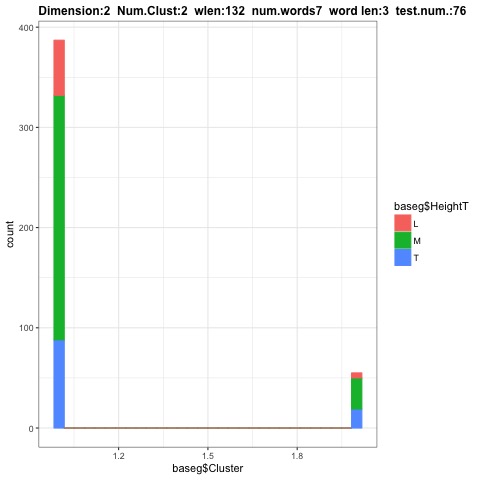 Dimension:2 Num.Clust:2 wlen:132 num.words7 word len:3 test.num.:76
400
300
200
100
0
count
1.2 1.5 1.8
baseg$Cluster
baseg$HeightT
L
M
T